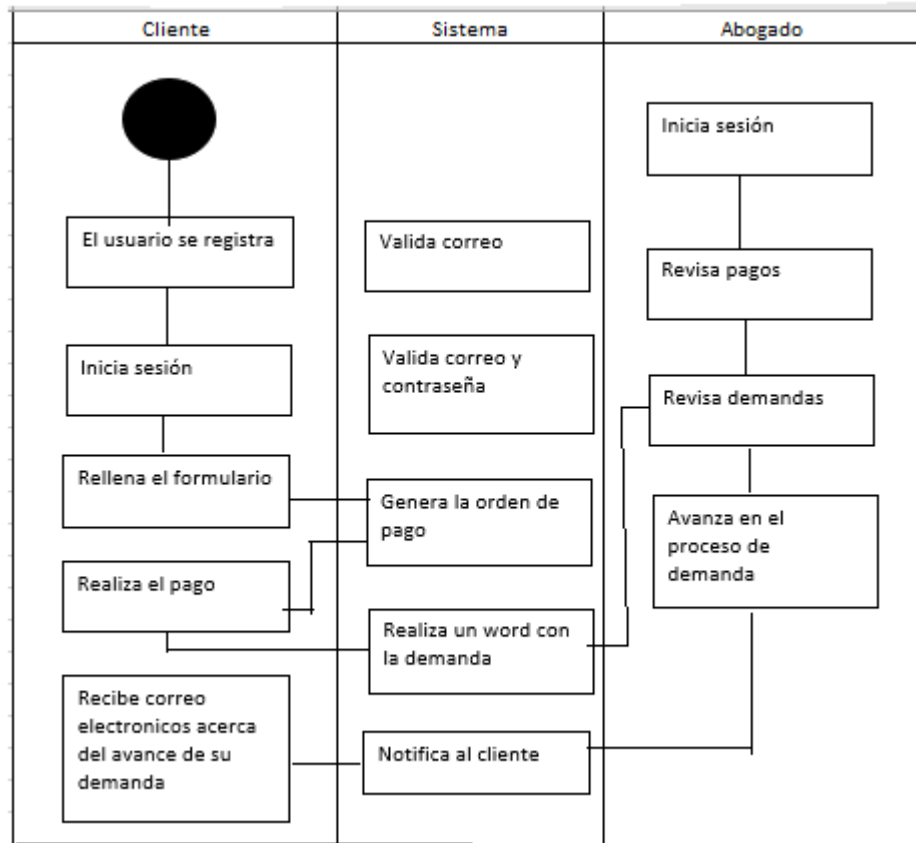 Cliente
Sistema
Abogado
Inicia sesión
El usuario se registra
Valida correo
Revisa pagos
Inicia sesión
Valida correo y
contraseña
Revisa demandas
Rellena el formulario
Genera la orden de
pago
Avanza en el
proceso de
demanda
Realiza el pago
Realiza un word con
la demanda
Recibe correo
electronicos acerca
del avance de su
demanda
Notifica al cliente